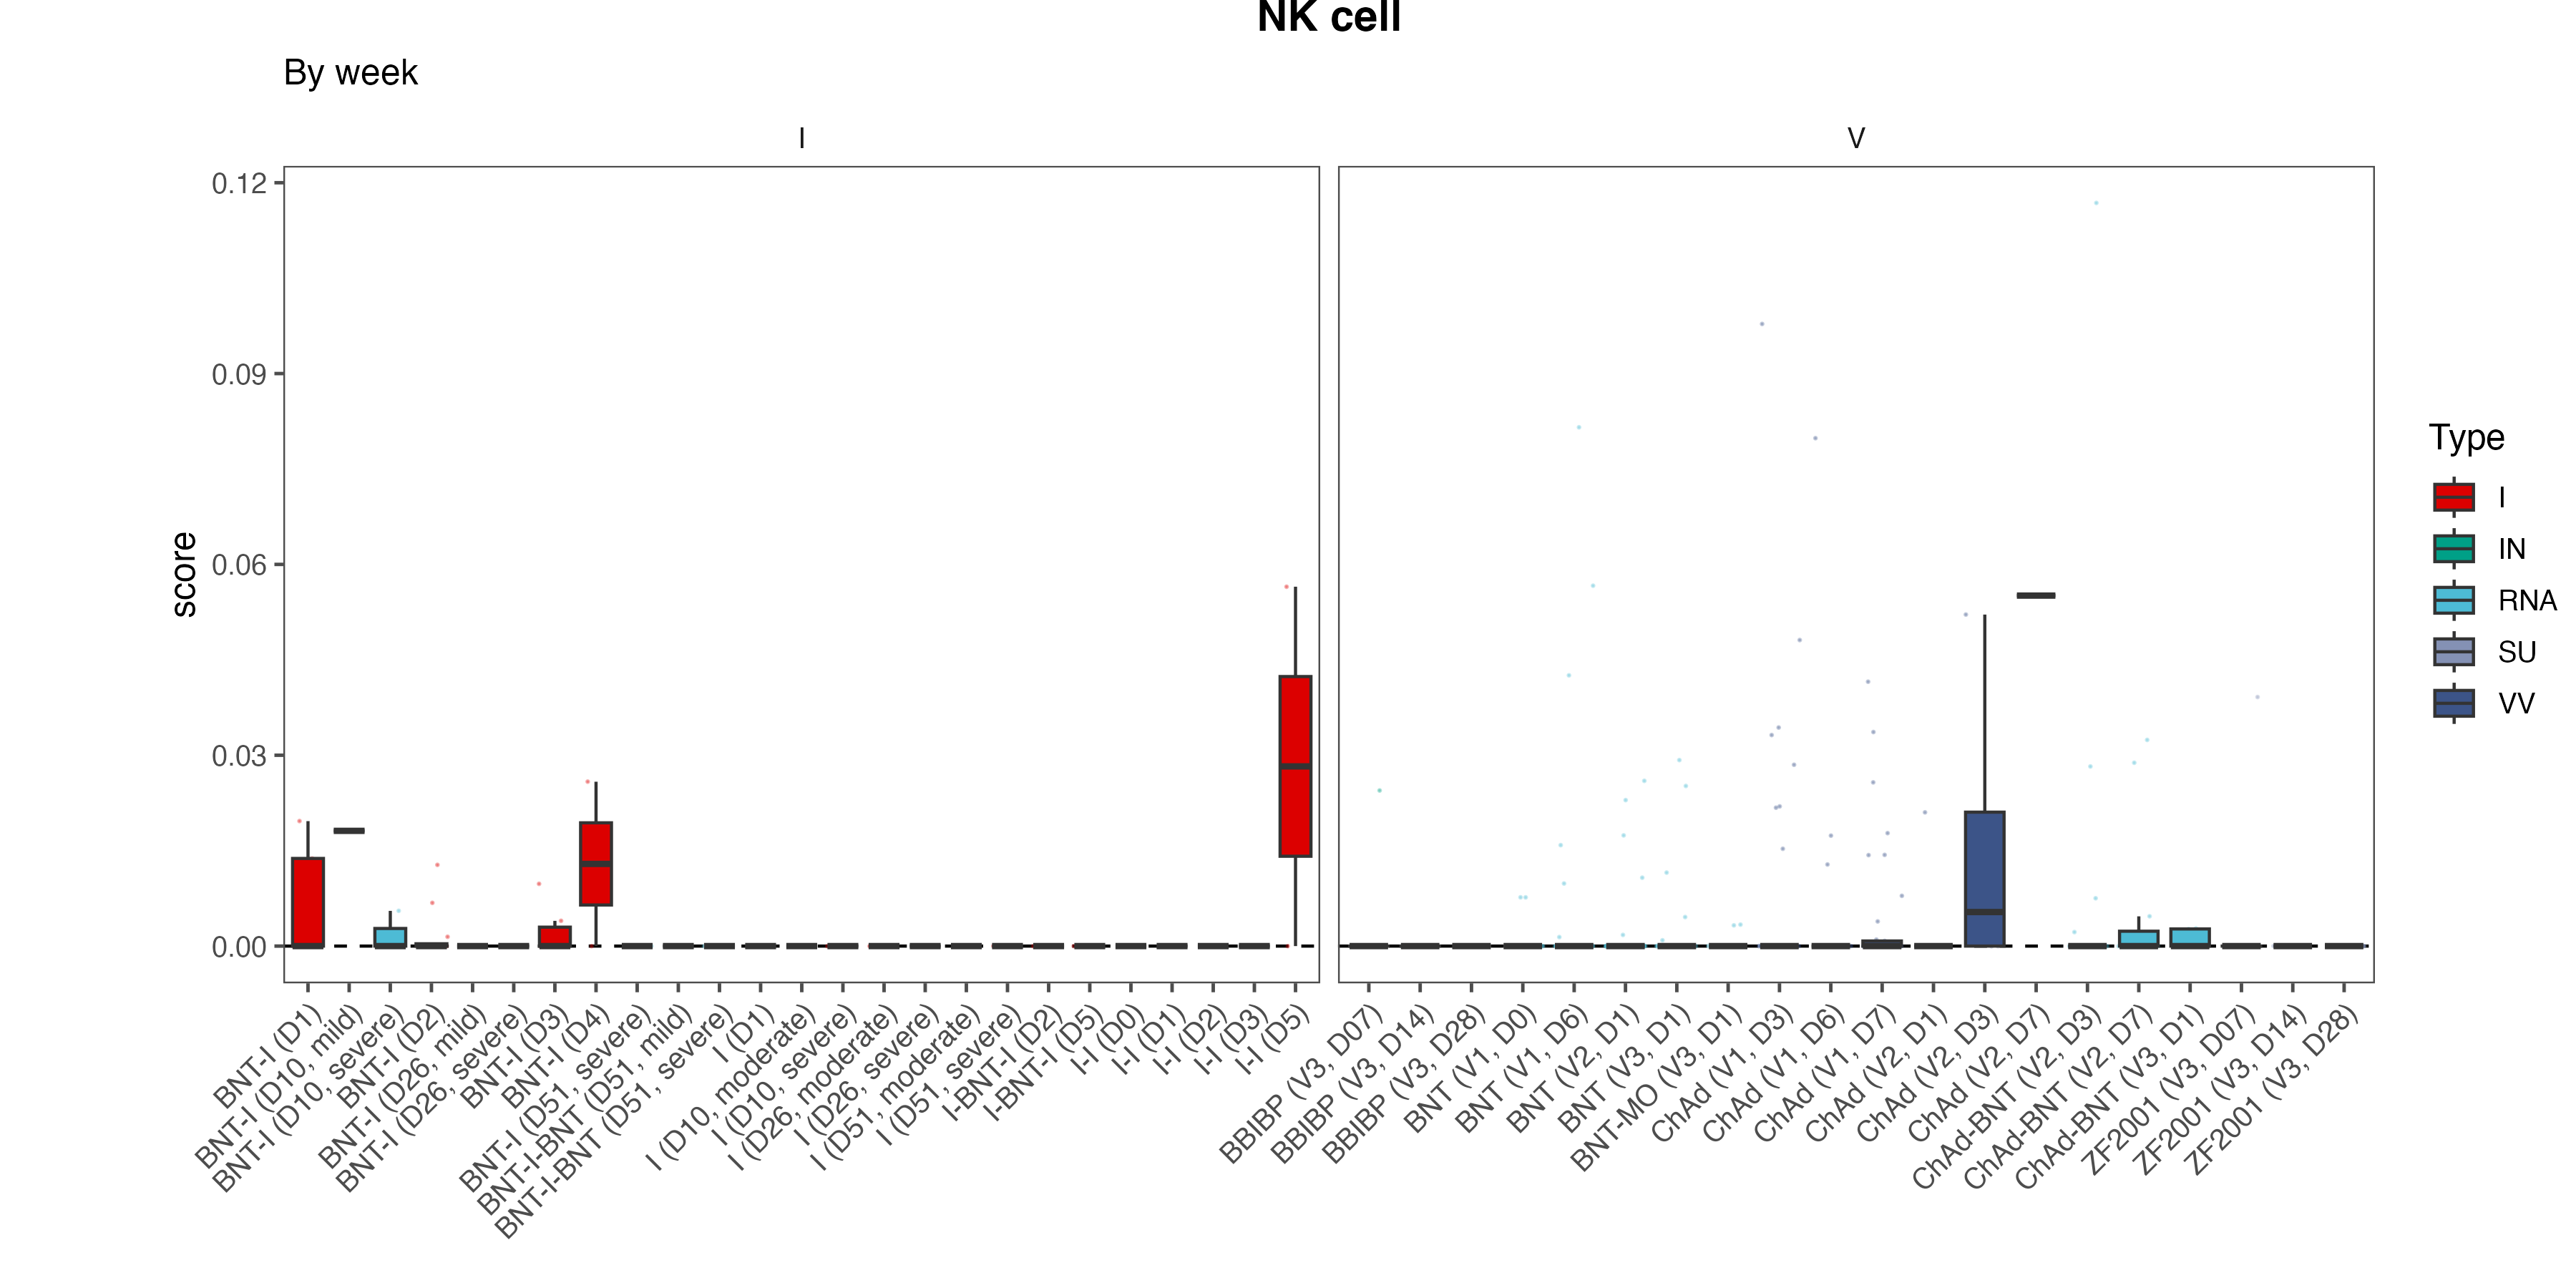 NK cell
By week
I
V
score
0.12
0.09
0.06
0.03
0.00
BNT-I (D1)
BNT-I (D10, mild)
BNT-I (D10, severe)
BNT-I (D2)
BNT-I (D26, mild)
BNT-I (D26, severe)
BNT-I (D3)
BNT-I (D4)
BNT-I (D51, severe)
BNT-I-BNT (D51, mild)
BNT-I-BNT (D51, severe)
I (D1)
I (D10, moderate)
I (D10, severe)
I (D26, moderate)
I (D26, severe)
I (D51, moderate)
I (D51, severe)
I-BNT-I (D2)
I-BNT-I (D5)
I-I (D0)
I-I (D1)
I-I (D2)
I-I (D3)
I-I (D5)
BBIBP (V3, D07)
BBIBP (V3, D14)
BBIBP (V3, D28)
BNT (V1, D0)
BNT (V1, D6)
BNT (V2, D1)
BNT (V3, D1)
BNT-MO (V3, D1)
ChAd (V1, D3)
ChAd (V1, D6)
ChAd (V1, D7)
ChAd (V2, D1)
ChAd (V2, D3)
ChAd (V2, D7)
ChAd-BNT (V2, D3)
ChAd-BNT (V2, D7)
ChAd-BNT (V3, D1)
ZF2001 (V3, D07)
ZF2001 (V3, D14)
ZF2001 (V3, D28)
Type
I
IN
RNA
SU
VV